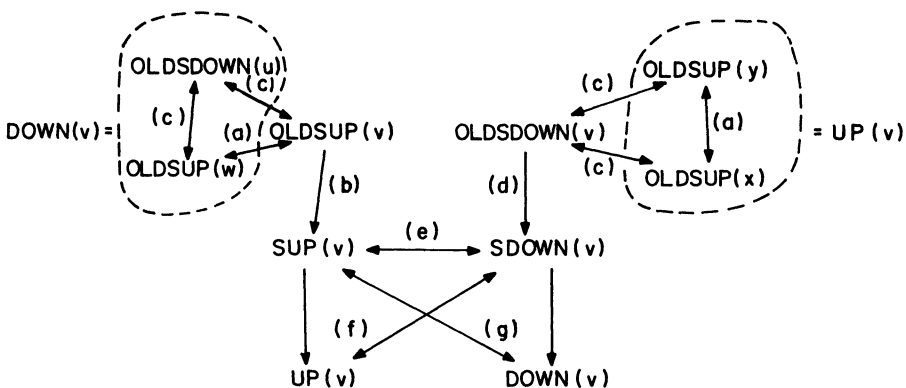 OLDSDOWN(u) (c) OLDSUP(y)
(c)
(c) (a) (a)
DOWN(v)= OLDSUP(v) OLDSDOWN(v) = UP(v)
OLDSUP(w) (c) OLDSUP(x)
(b) (d)
(e)
SUP(v) SDOWN(v)
(f) (g)
UP(v) DOWN(v)